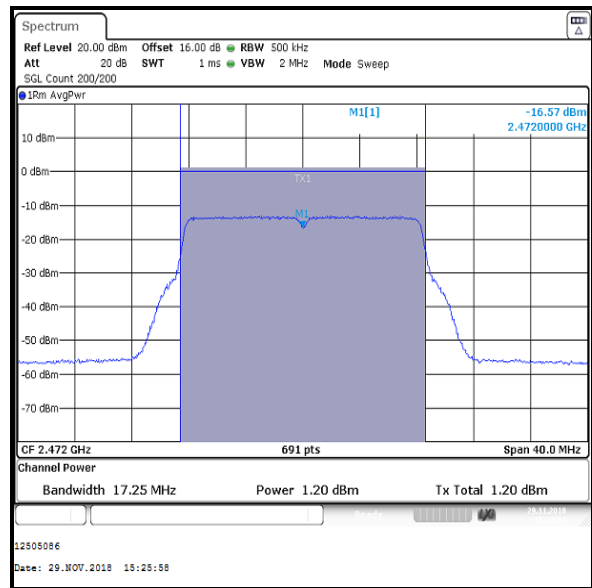 Spectrum
Ref Level 20.00 dBm Offset 16.00 dB RBW 500 kHz
Att 20 dB SWT 1 ms VBW 2 MHz Mode Sweep
SGL Count 200/200
1Rm AvgPwr
M1[1] -16.57 dBm
2.4720000 GHz
10 dBm
0 dBm
TX1
-10 dBm
M1
-20 dBm
-30 dBm
-40 dBm
-50 dBm
-60 dBm
-70 dBm
CF 2.472 GHz 691 pts Span 40.0 MHz
Channel Power
Bandwidth 17.25 MHz Power 1.20 dBm Tx Total 1.20 dBm
Ready 29.11.2018
12505086
Date: 29.NOV.2018 15:25:58